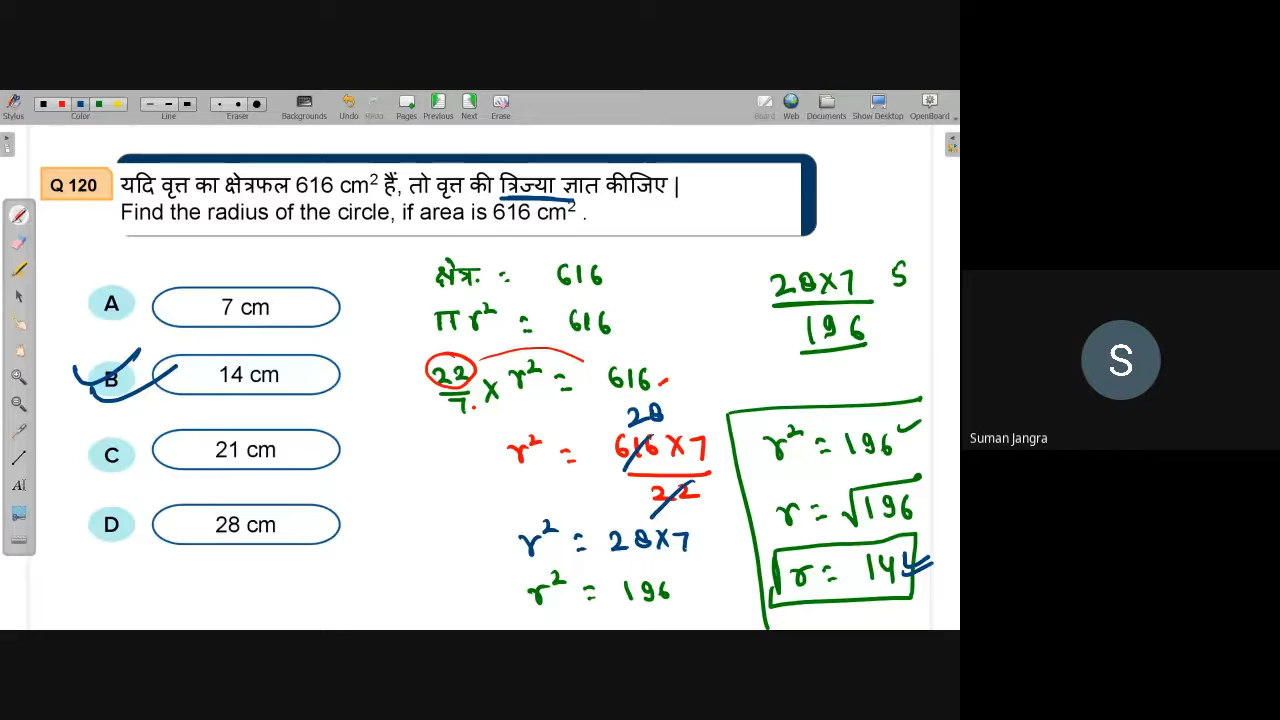 Stylus Color Line Eraser Backgrounds Undo Redo Pages Previous Next Erase Board Web Documents Show Desktop OpenBoard
Q 120
यदि वृत्त का क्षेत्रफल 616 cm² हैं, तो वृत्त की त्रिज्या ज्ञात कीजिए |
Find the radius of the circle, if area is 616 cm² .
A 7 cm
B 14 cm
C 21 cm
D 28 cm
क्षेत्र. = 616
πr² = 616
22/7 × r² = 616
28
r² = 616 × 7
22
r² = 28×7
r² = 196
28×7 S
196
r² = 196
r = √196
r = 14
S
Suman Jangra